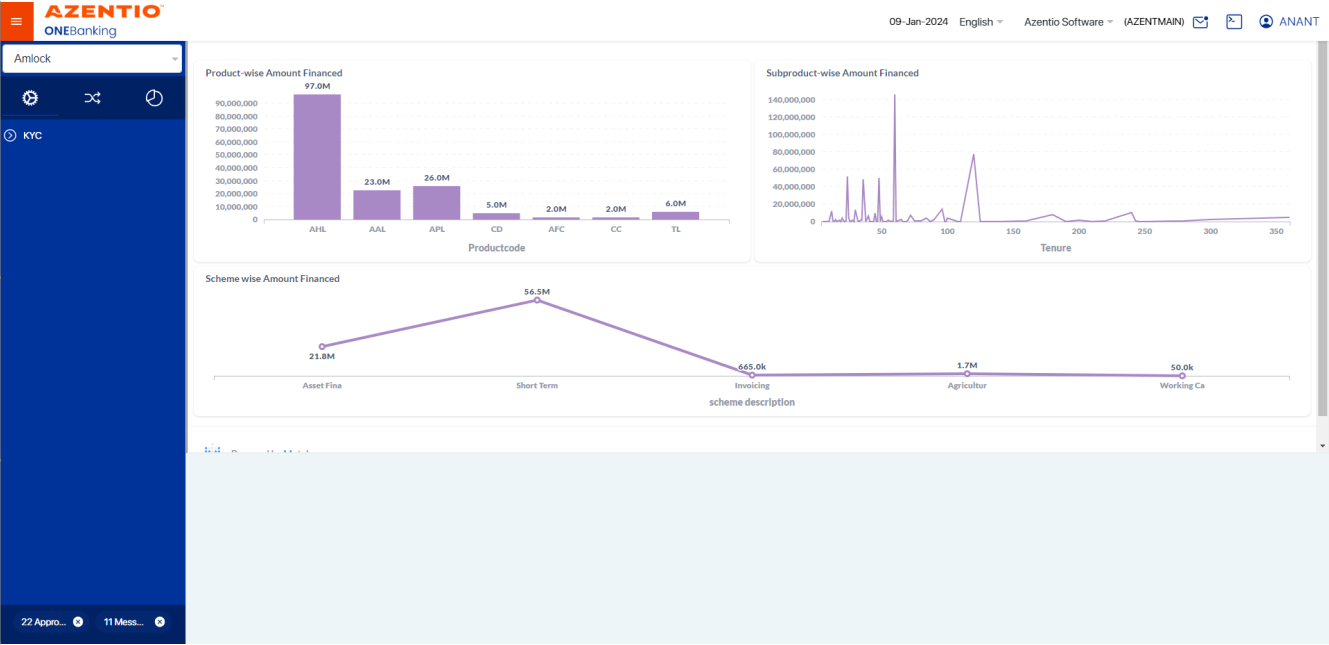 AZENTIO
ONEBanking
09-Jan-2024 English Azentio Software (AZENTMAIN) ANANT
Amlock
KYC
22 Appro... 11 Mess...
Product-wise Amount Financed
97.0M
90,000,000
80,000,000
70,000,000
60,000,000
50,000,000
40,000,000
30,000,000
20,000,000
10,000,000
0
23.0M
26.0M
5.0M
2.0M
2.0M
6.0M
AHL AAL APL CD AFC CC TL
Productcode
Subproduct-wise Amount Financed
140,000,000
120,000,000
100,000,000
80,000,000
60,000,000
40,000,000
20,000,000
0
50 100 150 200 250 300 350
Tenure
Scheme wise Amount Financed
21.8M
56.5M
665.0k
1.7M
50.0k
Asset Fina Short Term Invoicing Agricultur Working Ca
scheme description